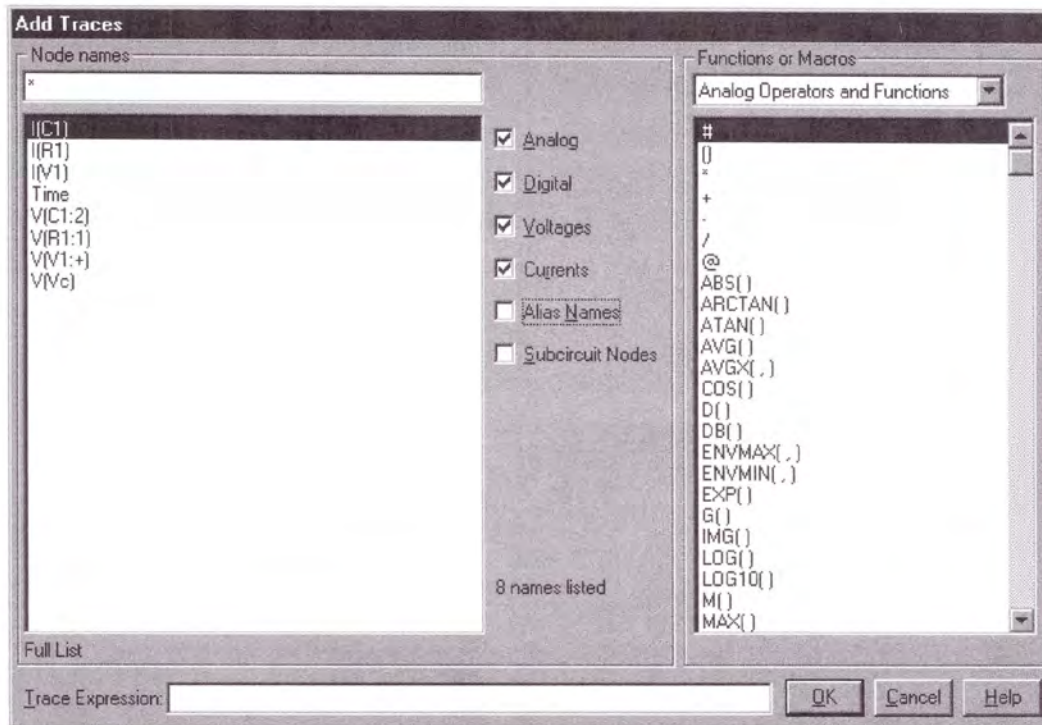 Add Traces
Node names
*
I(C1)
I(R1)
I(V1)
Time
V(C1:2)
V(R1:1)
V(V1:+)
V(Vc)
Analog
Digital
Voltages
Currents
Alias Names
Subcircuit Nodes
8 names listed
Full List
Functions or Macros
Analog Operators and Functions
#
()
*
+
-
/
@
ABS()
ARCTAN()
ATAN()
AVG()
AVGX(,)
COS()
D()
DB()
ENVMAX(,)
ENVMIN(,)
EXP()
G()
IMG()
LOG()
LOG10()
M()
MAX()
Trace Expression:
OK
Cancel
Help